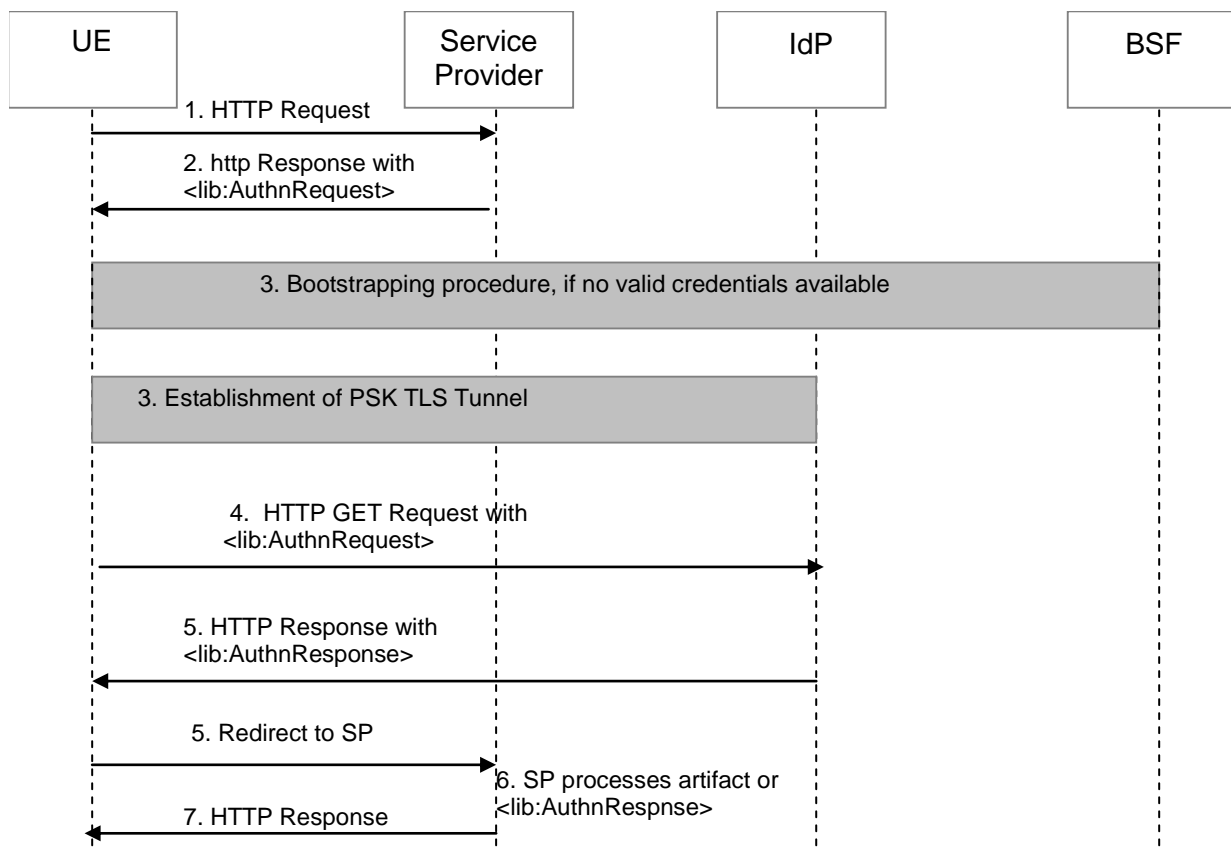 UE
Service
Provider
IdP
BSF
1. HTTP Request
2. http Response with
<lib:AuthnRequest>
3. Bootstrapping procedure, if no valid credentials available
3. Establishment of PSK TLS Tunnel
4. HTTP GET Request with
<lib:AuthnRequest>
5. HTTP Response with
<lib:AuthnResponse>
5. Redirect to SP
6. SP processes artifact or
<lib:AuthnRespnse>
7. HTTP Response